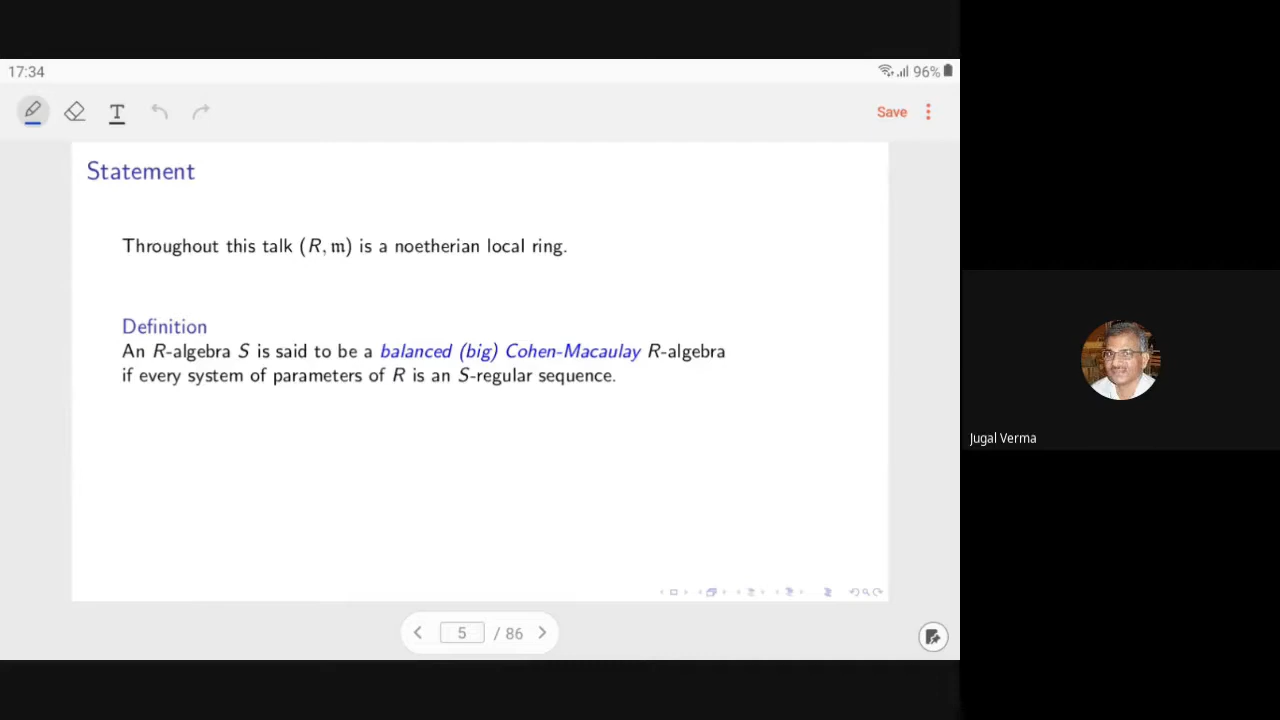 17:34
96%
T
Save
Statement
Throughout this talk (R, 𝔪) is a noetherian local ring.
Definition
An R-algebra S is said to be a balanced (big) Cohen-Macaulay R-algebra
if every system of parameters of R is an S-regular sequence.
5 / 86
Jugal Verma